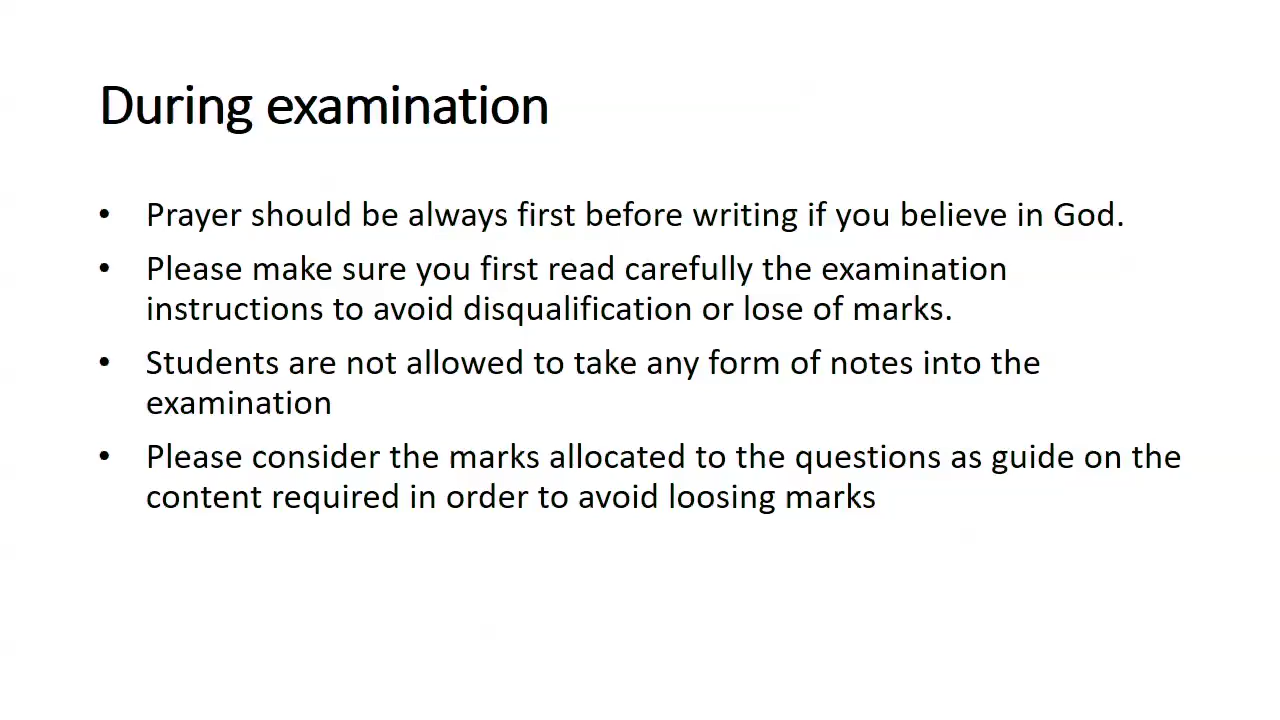 During examination
• Prayer should be always first before writing if you believe in God.
• Please make sure you first read carefully the examination
instructions to avoid disqualification or lose of marks.
• Students are not allowed to take any form of notes into the
examination
• Please consider the marks allocated to the questions as guide on the
content required in order to avoid loosing marks